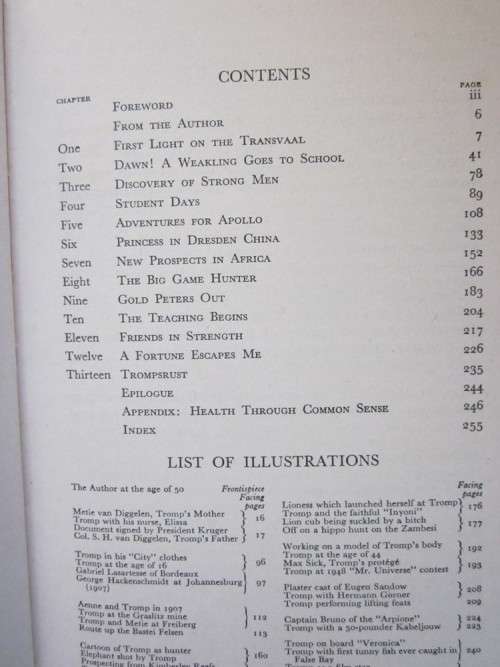 CONTENTS
CHAPTER PAGE
FOREWORD iii
FROM THE AUTHOR 6
One FIRST LIGHT ON THE TRANSVAAL 7
Two DAWN! A WEAKLING GOES TO SCHOOL 41
Three DISCOVERY OF STRONG MEN 78
Four STUDENT DAYS 89
Five ADVENTURES FOR APOLLO 108
Six PRINCESS IN DRESDEN CHINA 133
Seven NEW PROSPECTS IN AFRICA 152
Eight THE BIG GAME HUNTER 166
Nine GOLD PETERS OUT 183
Ten THE TEACHING BEGINS 204
Eleven FRIENDS IN STRENGTH 217
Twelve A FORTUNE ESCAPES ME 226
Thirteen TROMPSRUST 235
EPILOGUE 244
APPENDIX: HEALTH THROUGH COMMON SENSE 246
INDEX 255
LIST OF ILLUSTRATIONS
The Author at the age of 50 Frontispiece
Facing
pages
Metie van Diggelen, Tromp's Mother
Tromp with his nurse, Elissa } 16
Document signed by President Kruger
Col. S. H. van Diggelen, Tromp's Father } 17
Tromp in his "City" clothes
Tromp at the age of 16 } 96
Gabriel Lasartesse of Bordeaux
George Hackenschmidt at Johannesburg } 97
(1907)
Aenne and Tromp in 1907
Tromp at the Graslitz mine } 112
Tromp and Metie at Freiberg
Route up the Bastei Felsen 113
Cartoon of Tromp as hunter
Elephant shot by Tromp } 160
Prospecting from Kimberley Reefs
Facing
pages
Lioness which launched herself at Tromp } 176
Tromp and the faithful "Inyoni"
Lion cub being suckled by a bitch } 177
Off on a hippo hunt on the Zambesi
Working on a model of Tromp's body } 192
Tromp at the age of 44
Max Sick, Tromp's protégé } 193
Tromp at 1948 "Mr. Universe" contest
Plaster cast of Eugen Sandow } 208
Tromp with Hermann Görner
Tromp performing lifting feats 209
Captain Bruno of the "Arpione" } 224
Tromp with a 50-pounder Kabeljouw } 225
Tromp on board "Veronica"
Tromp with first tunny fish ever caught in } 240
False Bay